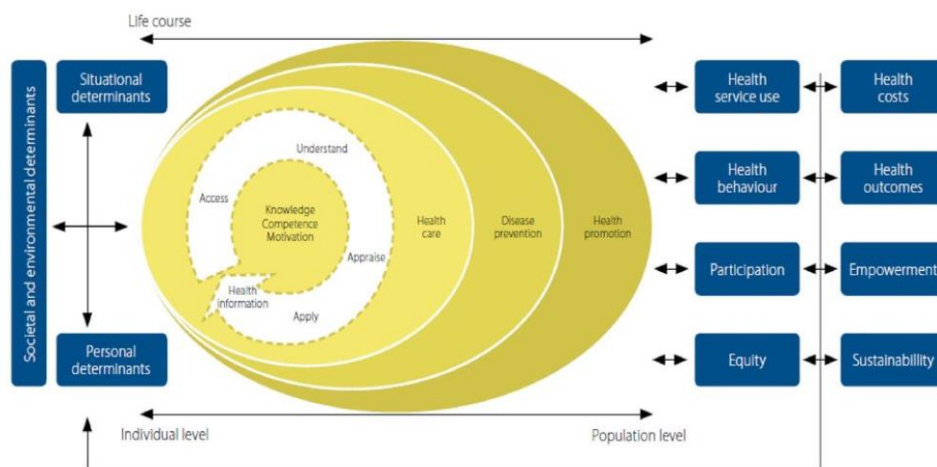 Life course
Societal and environmental determinants
Situational
determinants
Personal
determinants
Understand
Access
Knowledge
Competence
Motivation
Appraise
Health
information
Apply
Health
care
Disease
prevention
Health
promotion
Health
service use
Health
costs
Health
behaviour
Health
outcomes
Participation
Empowerment
Equity
Sustainabillity
Individual level
Population level